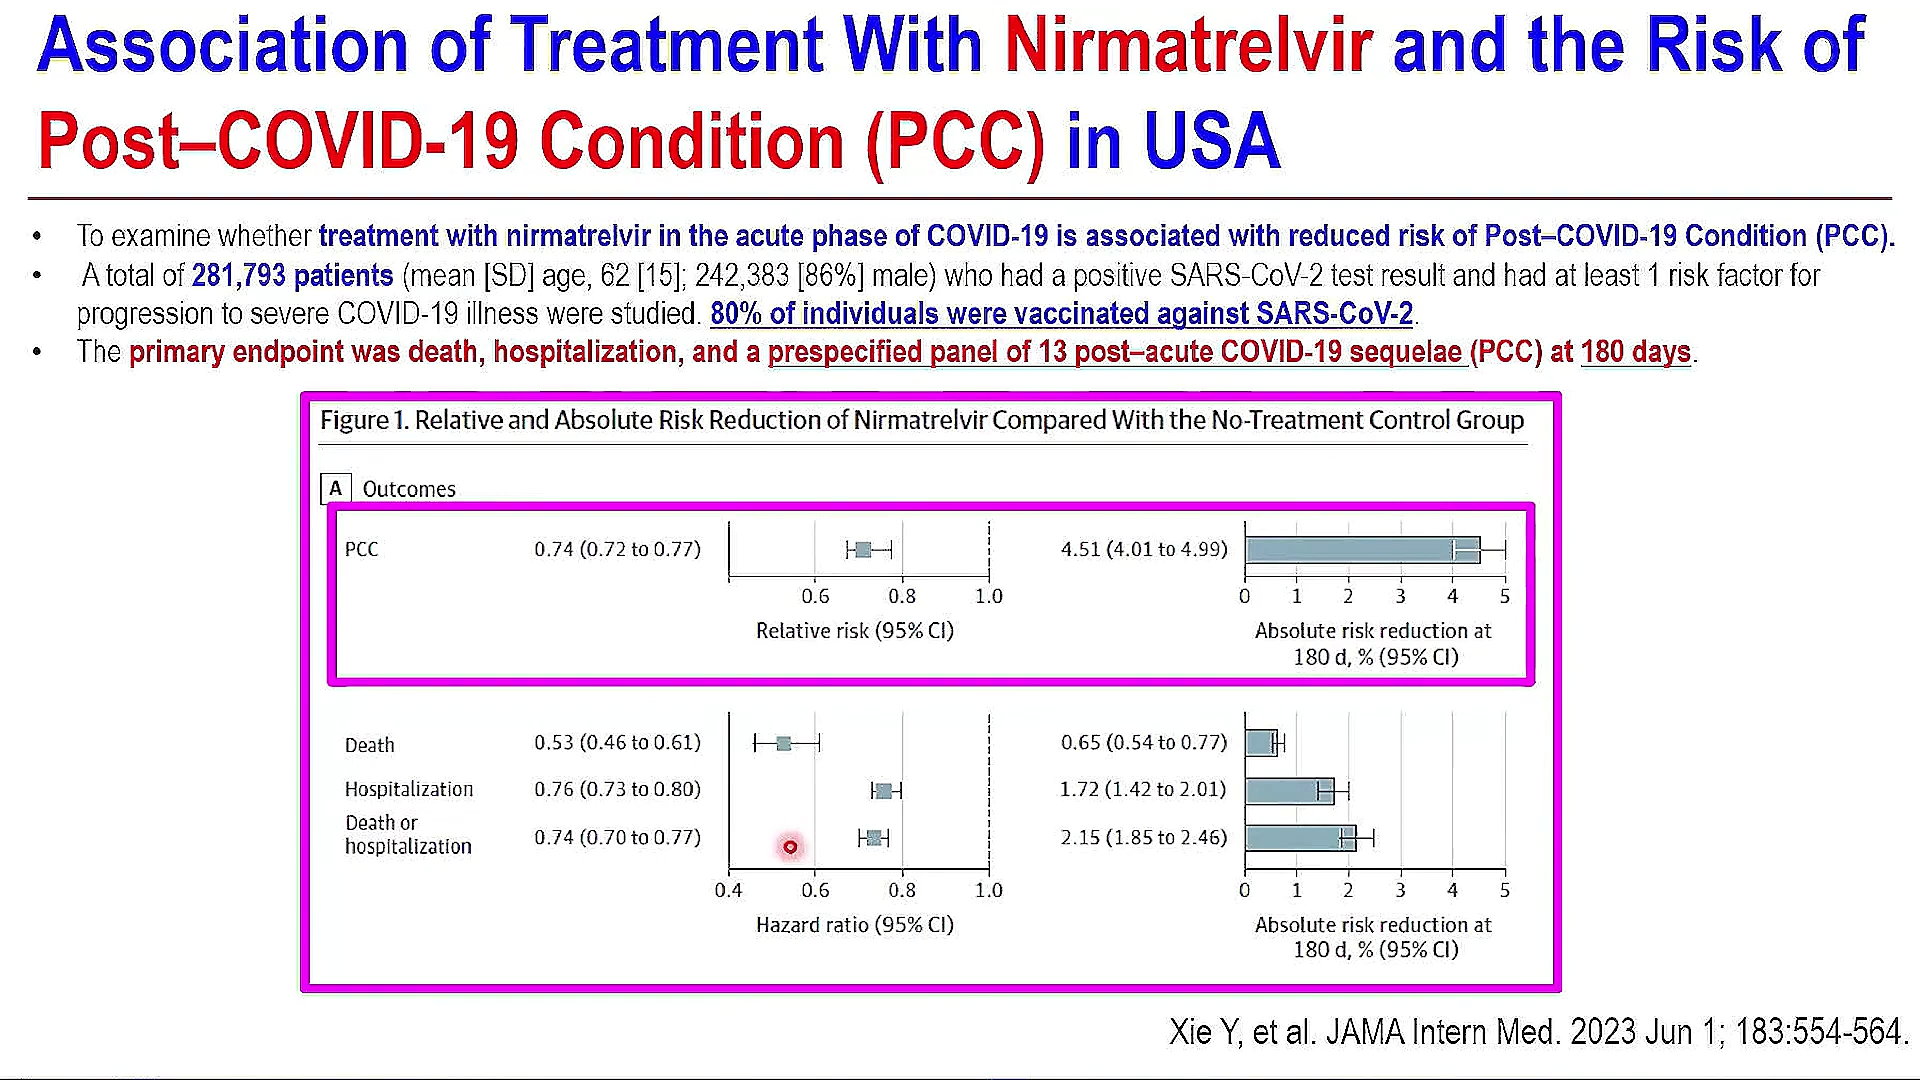 Association of Treatment With Nirmatrelvir and the Risk of
Post–COVID-19 Condition (PCC) in USA
• To examine whether treatment with nirmatrelvir in the acute phase of COVID-19 is associated with reduced risk of Post–COVID-19 Condition (PCC).
• A total of 281,793 patients (mean [SD] age, 62 [15]; 242,383 [86%] male) who had a positive SARS-CoV-2 test result and had at least 1 risk factor for
progression to severe COVID-19 illness were studied. 80% of individuals were vaccinated against SARS-CoV-2.
• The primary endpoint was death, hospitalization, and a prespecified panel of 13 post–acute COVID-19 sequelae (PCC) at 180 days.
Figure 1. Relative and Absolute Risk Reduction of Nirmatrelvir Compared With the No-Treatment Control Group
A Outcomes
PCC 0.74 (0.72 to 0.77) 4.51 (4.01 to 4.99)
0.6 0.8 1.0 0 1 2 3 4 5
Relative risk (95% CI) Absolute risk reduction at
180 d, % (95% CI)
Death 0.53 (0.46 to 0.61) 0.65 (0.54 to 0.77)
Hospitalization 0.76 (0.73 to 0.80) 1.72 (1.42 to 2.01)
Death or
hospitalization 0.74 (0.70 to 0.77) 2.15 (1.85 to 2.46)
0.4 0.6 0.8 1.0 0 1 2 3 4 5
Hazard ratio (95% CI) Absolute risk reduction at
180 d, % (95% CI)
Xie Y, et al. JAMA Intern Med. 2023 Jun 1; 183:554-564.